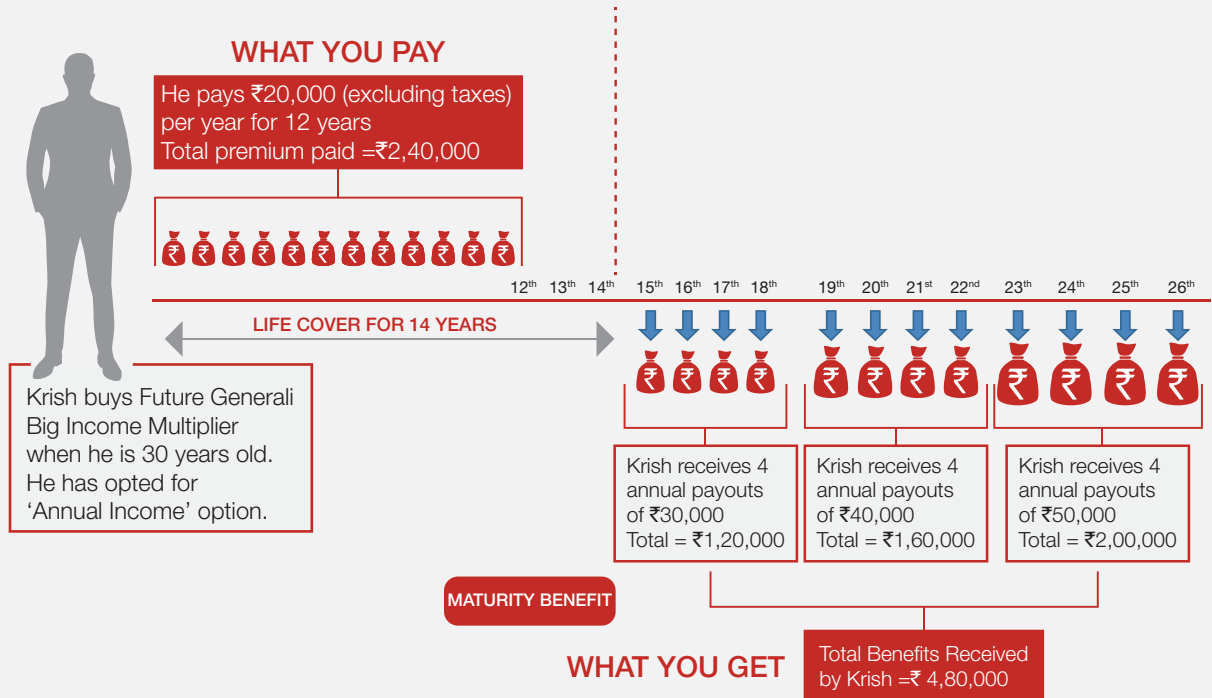 WHAT YOU PAY
He pays ₹20,000 (excluding taxes)
per year for 12 years
Total premium paid =₹2,40,000
₹ ₹ ₹ ₹ ₹ ₹ ₹ ₹ ₹ ₹ ₹ ₹
12th 13th 14th 15th 16th 17th 18th 19th 20th 21st 22nd 23th 24th 25th 26th
LIFE COVER FOR 14 YEARS
₹ ₹ ₹ ₹ ₹ ₹ ₹ ₹ ₹ ₹ ₹ ₹
Krish buys Future Generali
Big Income Multiplier
when he is 30 years old.
He has opted for
‘Annual Income’ option.
Krish receives 4
annual payouts
of ₹30,000
Total = ₹1,20,000
Krish receives 4
annual payouts
of ₹40,000
Total = ₹1,60,000
Krish receives 4
annual payouts
of ₹50,000
Total = ₹2,00,000
MATURITY BENEFIT
WHAT YOU GET
Total Benefits Received
by Krish =₹ 4,80,000